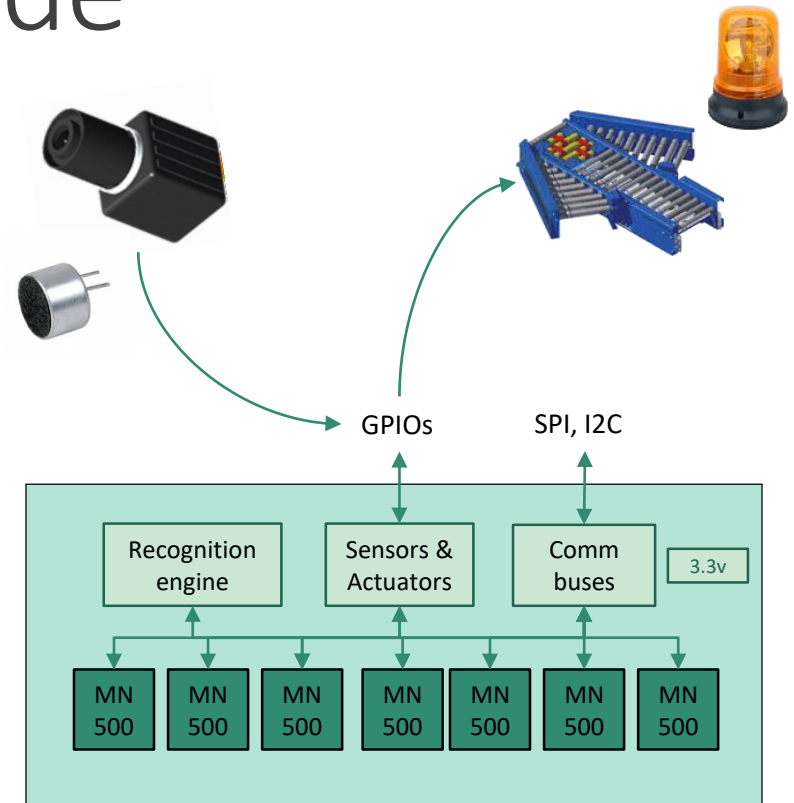 de
GPIOs
SPI, I2C
Recognition
engine
Sensors &
Actuators
Comm
buses
3.3v
MN
500
MN
500
MN
500
MN
500
MN
500
MN
500
MN
500